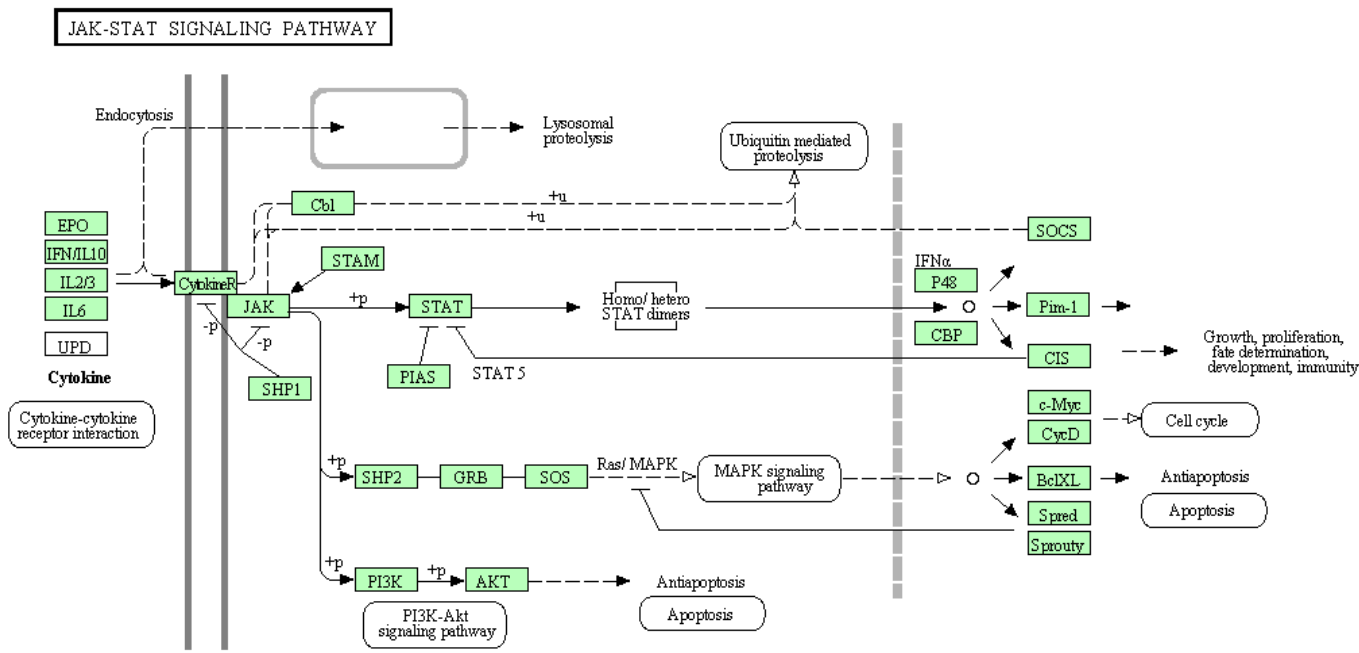 JAK-STAT SIGNALING PATHWAY
Endocytosis
Lysosomal
proteolysis
Ubiquitin mediated
proteolysis
Cbl
+u
+u
EPO
IFN/IL10
IL2/3
IL6
UPD
Cytokine
Cytokine-cytokine
receptor interaction
CytokineR
JAK
STAM
-p
-p
SHP1
+p
STAT
PIAS
STAT 5
Homo/ hetero
STAT dimers
IFNα
P48
CBP
SOCS
Pim-1
CIS
Growth, proliferation,
fate determination,
development, immunity
c-Myc
CycD
Cell cycle
+p
SHP2
GRB
SOS
Ras/ MAPK
MAPK signaling
pathway
BclXL
Antiapoptosis
Apoptosis
Spred
Sprouty
+p
PI3K
+p
AKT
Antiapoptosis
Apoptosis
PI3K-Akt
signaling pathway